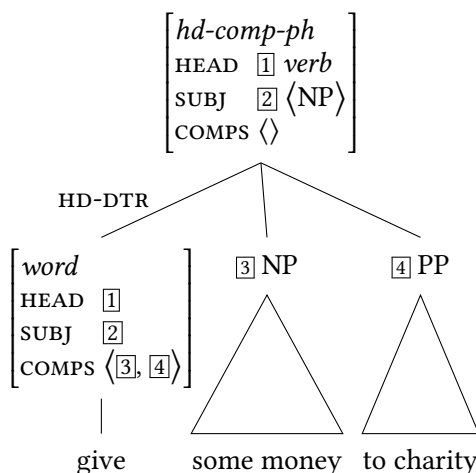 hd-comp-ph
HEAD 1 verb
SUBJ 2 ⟨NP⟩
COMPS ⟨⟩
HD-DTR
word
HEAD 1
SUBJ 2
COMPS ⟨3, 4⟩
3 NP
4 PP
give
some money
to charity